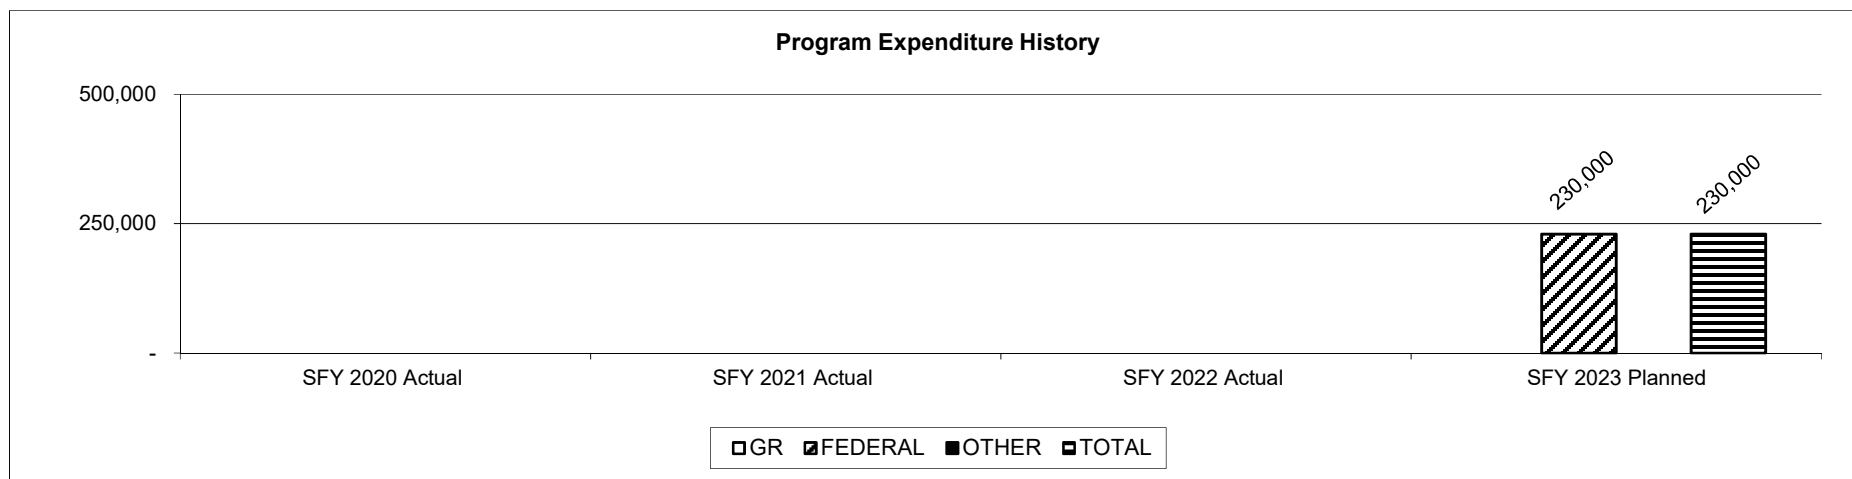 Program Expenditure History
500,000
250,000
-
230,000
230,000
SFY 2020 Actual
SFY 2021 Actual
SFY 2022 Actual
SFY 2023 Planned
GR FEDERAL OTHER TOTAL